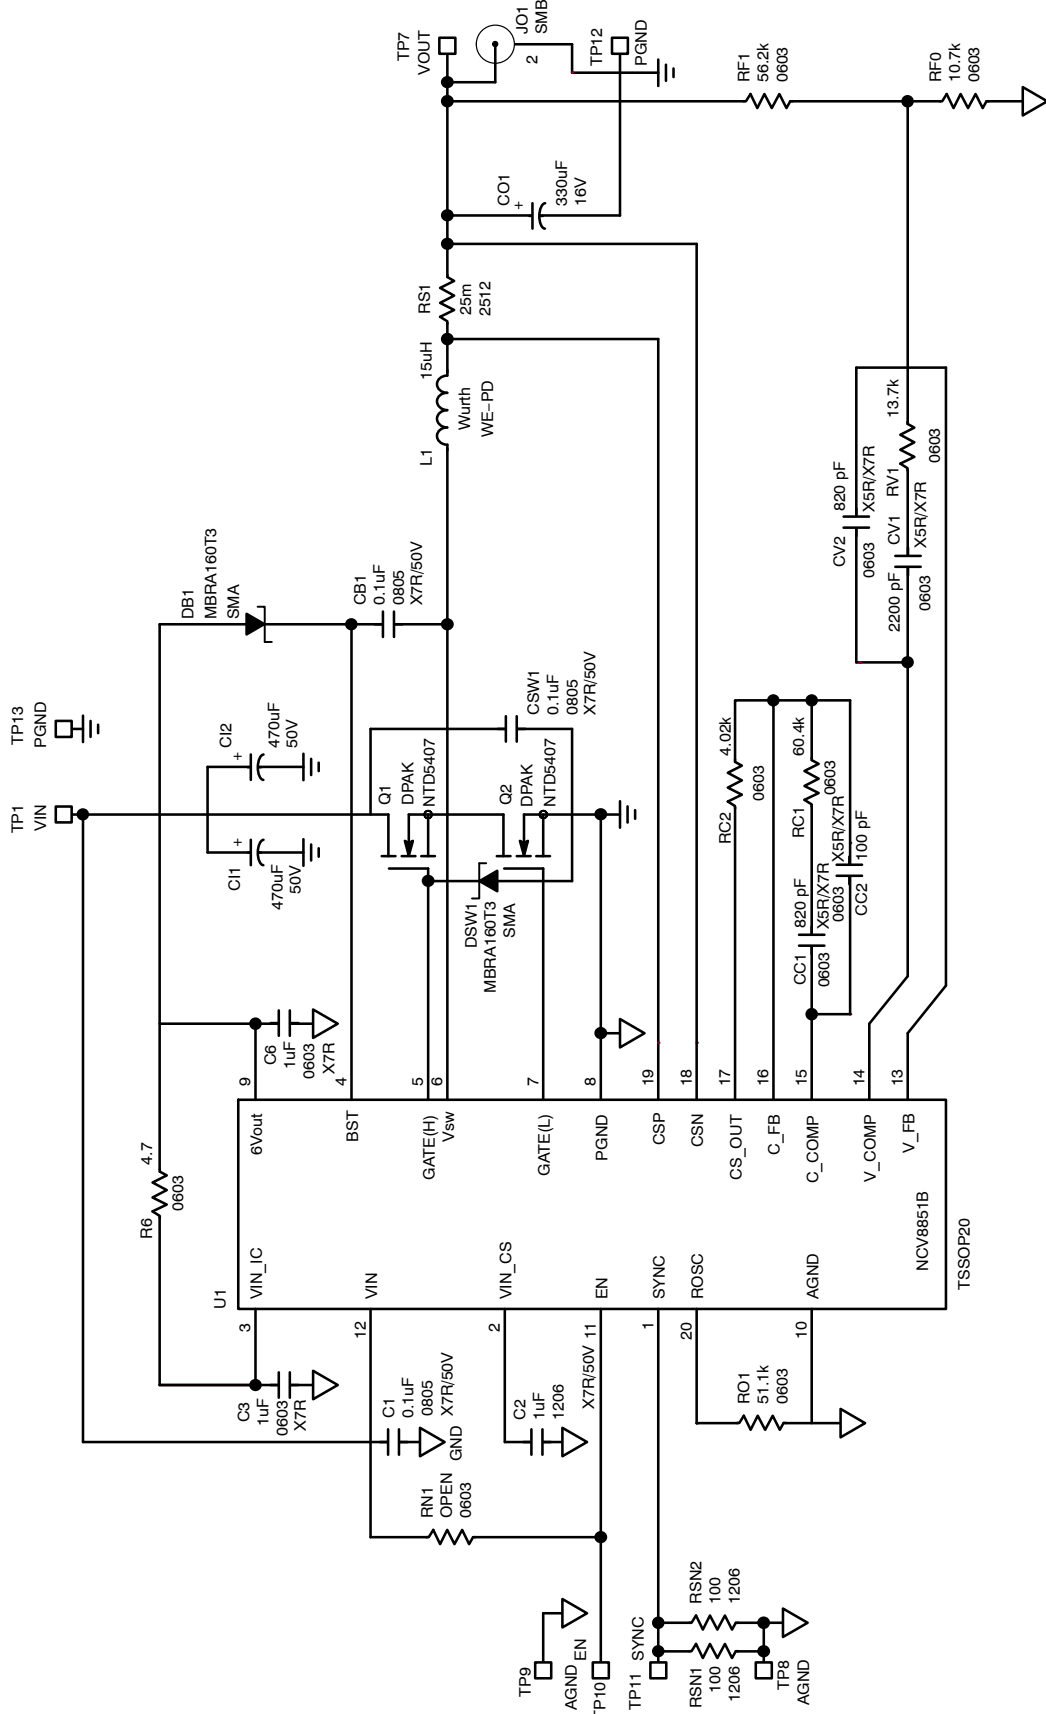 TP1
VIN
TP13
PGND
CI1
470uF
50V
CI2
470uF
50V
+
+
DB1
MBRA160T3
SMA
CB1
0.1uF
0805
X7R/50V
L1
15uH
Wurth
WE-PD
RS1
25m
2512
CO1
+
330uF
16V
TP7
VOUT
JO1
SMB
2
TP12
PGND
RF1
56.2k
0603
RF0
10.7k
0603
R6
4.7
0603
C6
1uF
0603
X7R
C3
1uF
0603
X7R
Q1
DPAK
NTD5407
Q2
DPAK
NTD5407
CSW1
0.1uF
0805
X7R/50V
DSW1
MBRA160T3
SMA
U1
VIN_IC
VIN
VIN_CS
EN
SYNC
ROSC
AGND
6Vout
BST
GATE(H)
Vsw
GATE(L)
PGND
CSP
CSN
CS_OUT
C_FB
C_COMP
V_COMP
V_FB
NCV8851B
TSSOP20
3
12
2
11
1
20
10
9
4
5
6
7
8
19
18
17
16
15
14
13
C1
0.1uF
0805
X7R/50V
GND
C2
1uF
1206
X7R/50V
RN1
OPEN
0603
RO1
51.1k
0603
TP9
AGND
EN
TP10
TP11
SYNC
RSN1
100
1206
RSN2
100
1206
TP8
AGND
RC2
4.02k
0603
RC1
60.4k
0603
CC1
820 pF
X5R/X7R
0603
CC2
100 pF
X5R/X7R
0603
CV2
820 pF
X5R/X7R
0603
CV1
2200 pF
X5R/X7R
0603
RV1
13.7k
0603